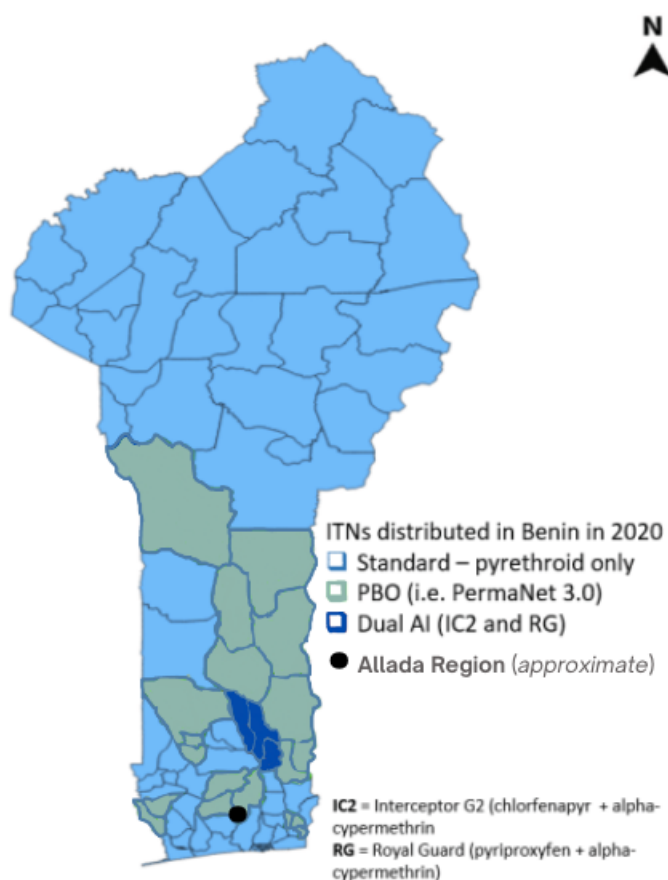 N
ITNs distributed in Benin in 2020
Standard – pyrethroid only
PBO (i.e. PermaNet 3.0)
Dual AI (IC2 and RG)
Allada Region (approximate)
IC2 = Interceptor G2 (chlorfenapyr + alpha-
cypermethrin
RG = Royal Guard (pyriproxyfen + alpha-
cypermethrin)